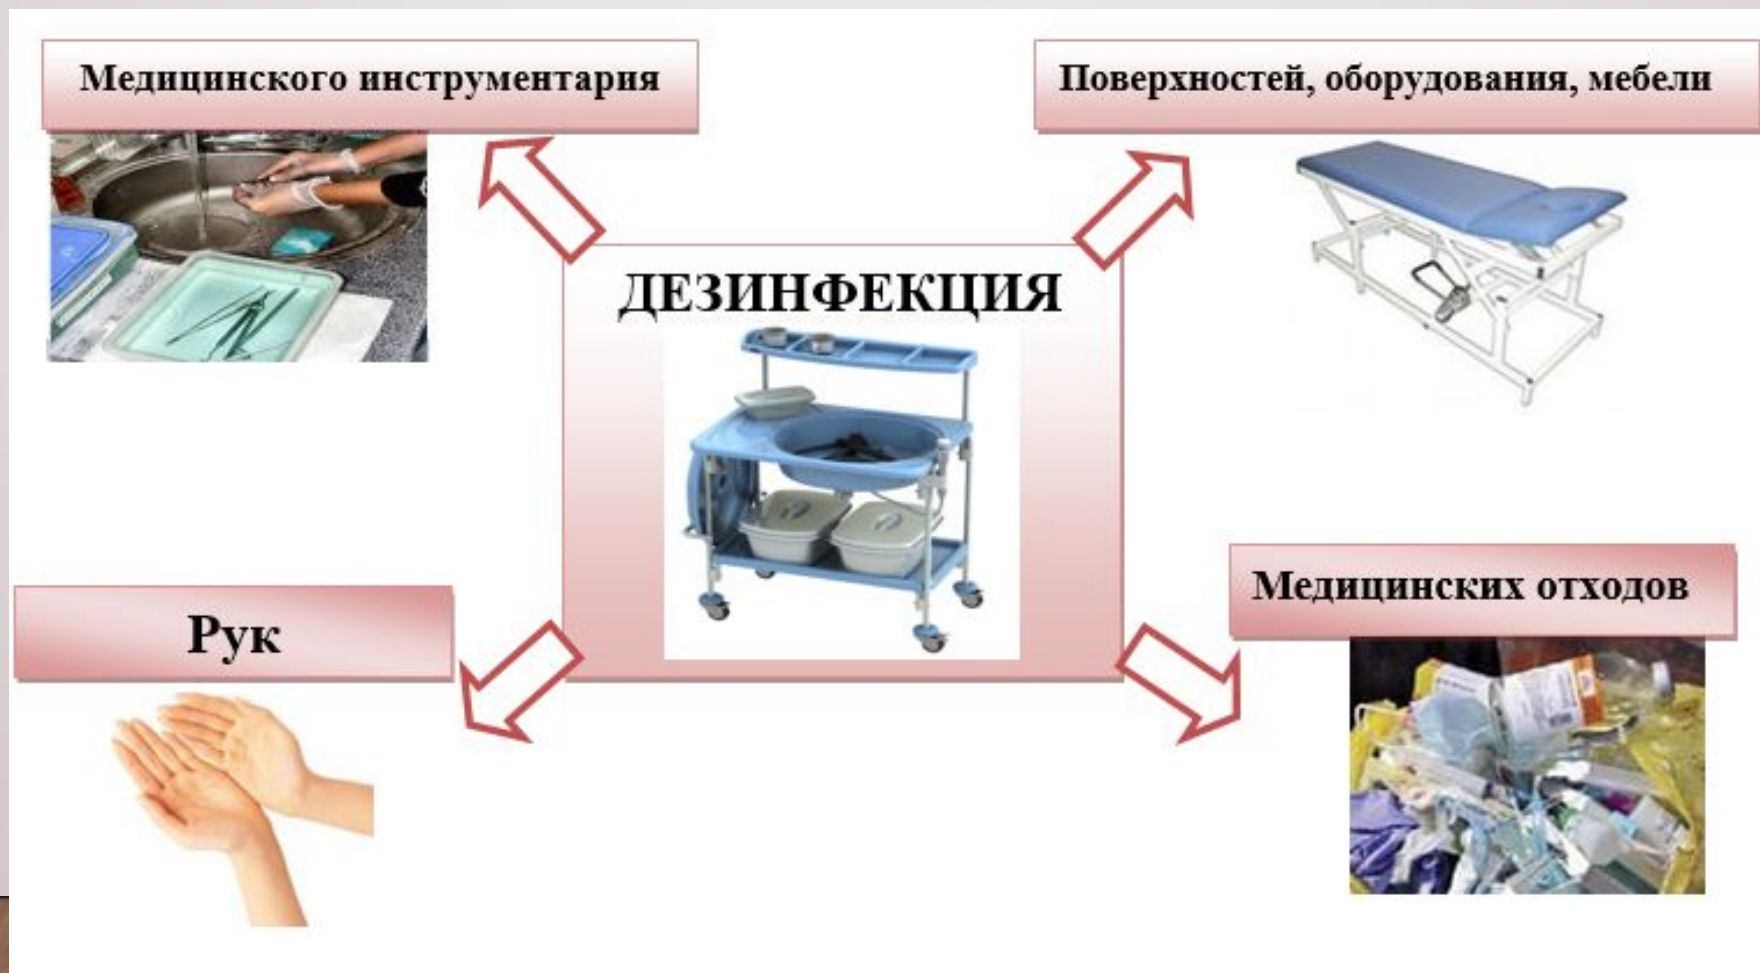 Медицинского инструментария
Поверхностей, оборудования, мебели
ДЕЗИНФЕКЦИЯ
Рук
Медицинских отходов